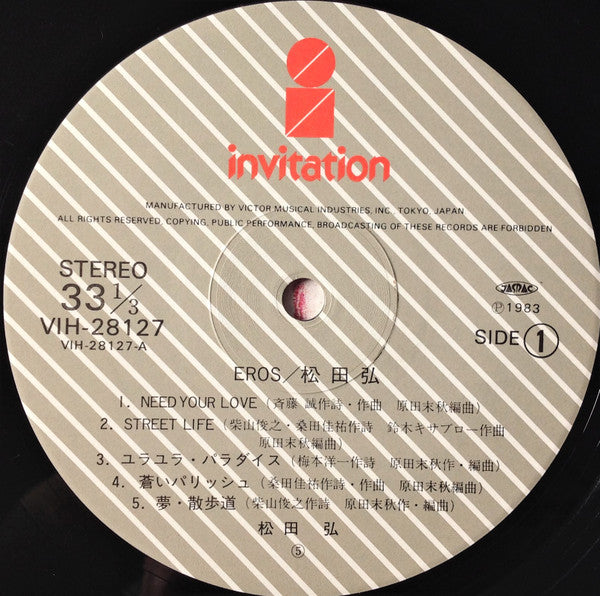 invitation
MANUFACTURED BY VICTOR MUSICAL INDUSTRIES, INC., TOKYO, JAPAN
ALL RIGHTS RESERVED, COPYING, PUBLIC PERFORMANCE, BROADCASTING OF THESE RECORDS ARE FORBIDDEN
STEREO
33 1/3
VIH-28127
VIH-28127-A
JASRAC
Ⓟ1983
SIDE ①
EROS/松田弘
1. NEED YOUR LOVE (斉藤 誠作詩・作曲 原田末秋編曲)
2. STREET LIFE (柴山俊之・桑田佳祐作詩 鈴木キサブロー作曲
原田末秋編曲)
3. ユラユラ・パラダイス (梅本洋一作詩 原田末秋作・編曲)
4. 蒼いパリッシュ (桑田佳祐作詩・作曲 原田末秋編曲)
5. 夢・散歩道 (柴山俊之作詩 原田末秋作・編曲)
松田 弘
⑤